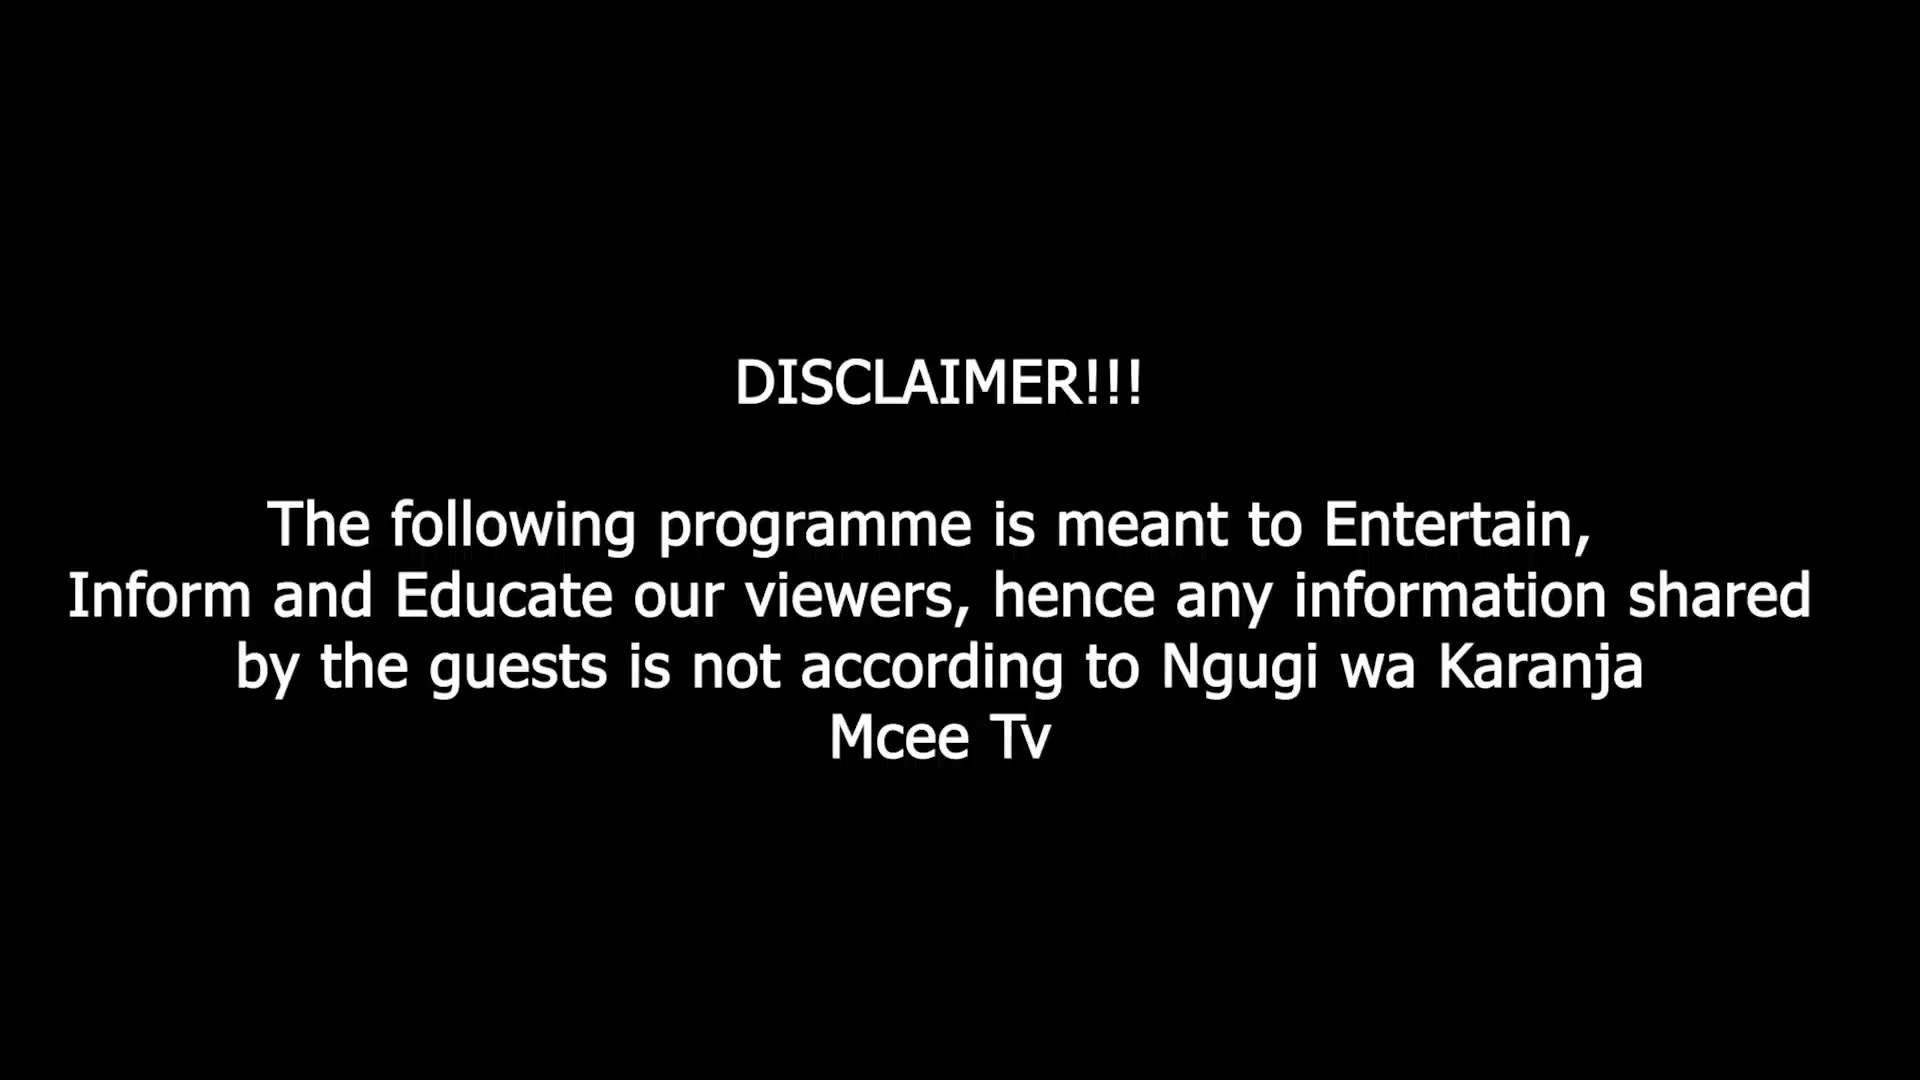 DISCLAIMER!!!
The following programme is meant to Entertain,
Inform and Educate our viewers, hence any information shared
by the guests is not according to Ngugi wa Karanja
Mcee Tv